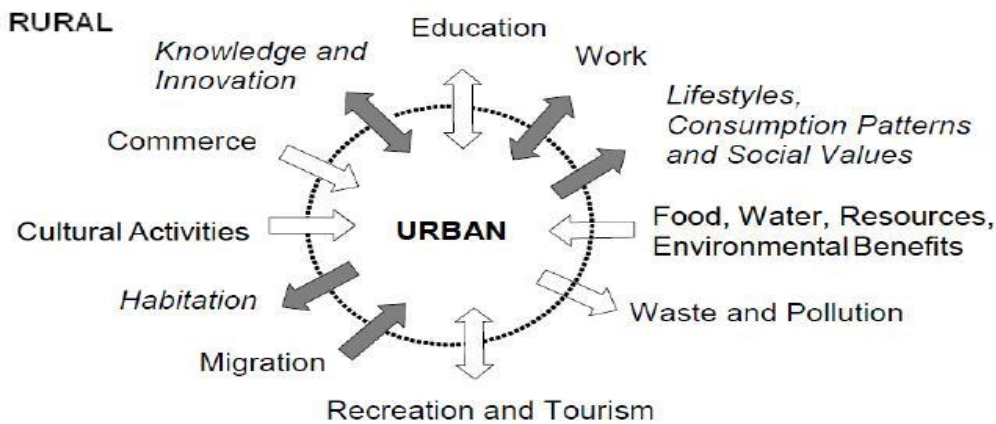 RURAL
Education
Knowledge and
Innovation
Work
Lifestyles,
Consumption Patterns
and Social Values
Commerce
Cultural Activities
URBAN
Food, Water, Resources,
Environmental Benefits
Habitation
Waste and Pollution
Migration
Recreation and Tourism